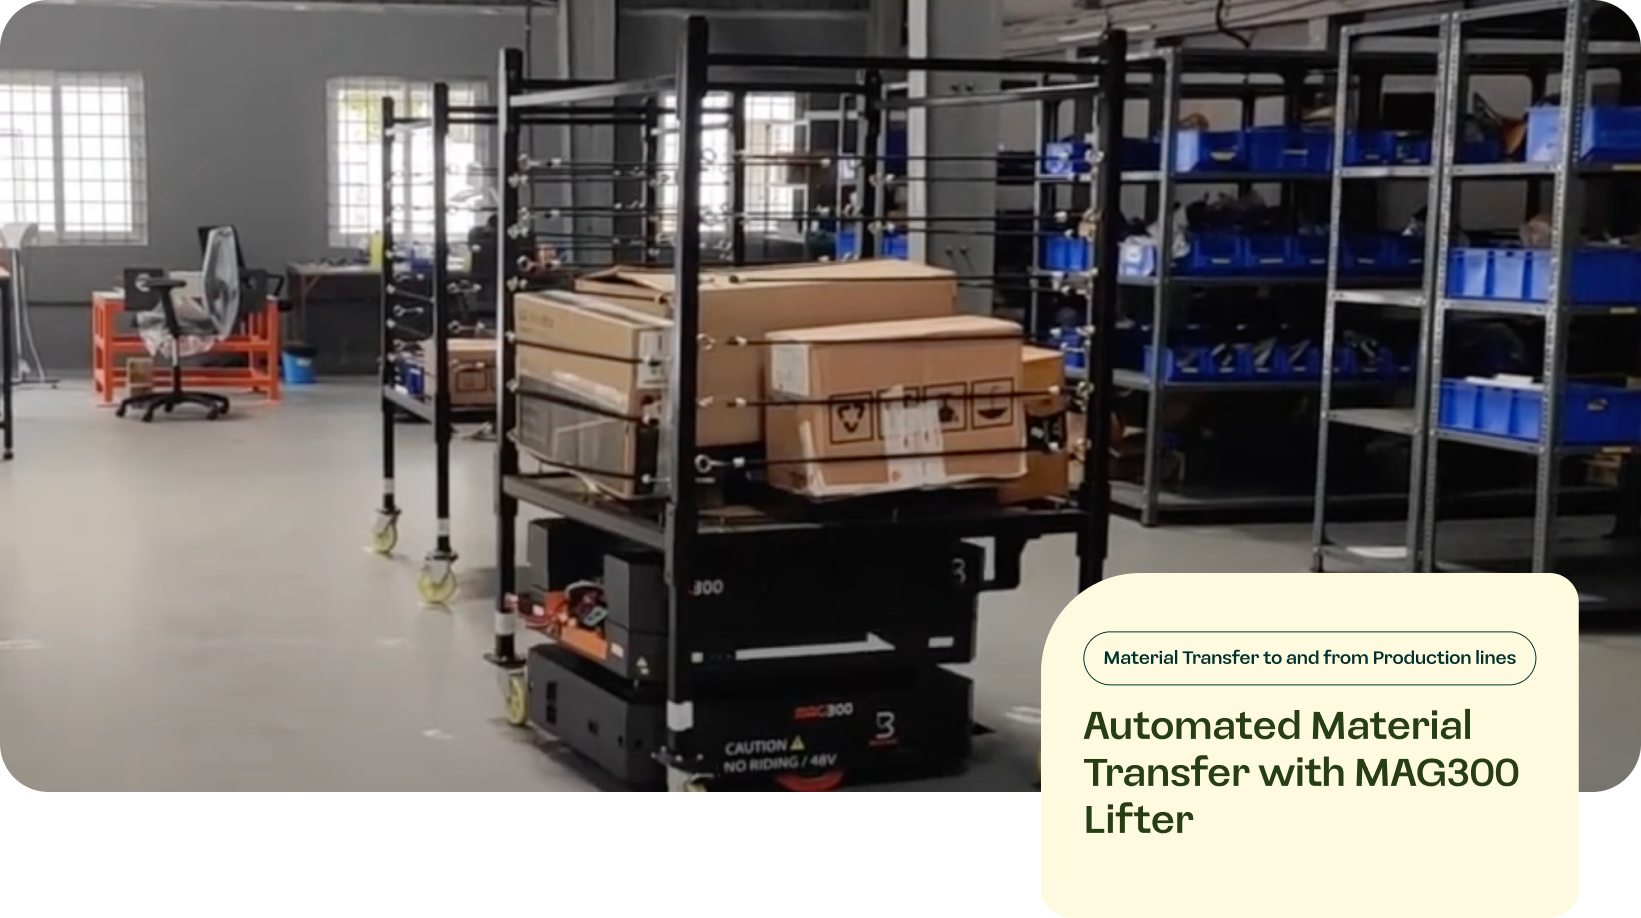 300
MAG300
CAUTION
NO RIDING / 48V
Material Transfer to and from Production lines
Automated Material
Transfer with MAG300
Lifter